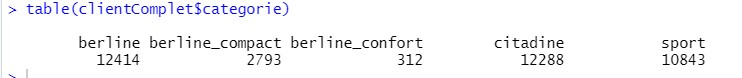 > table(clientComplet$categorie)
berline berline_compact berline_confort citadine sport
12414 2793 312 12288 10843
>